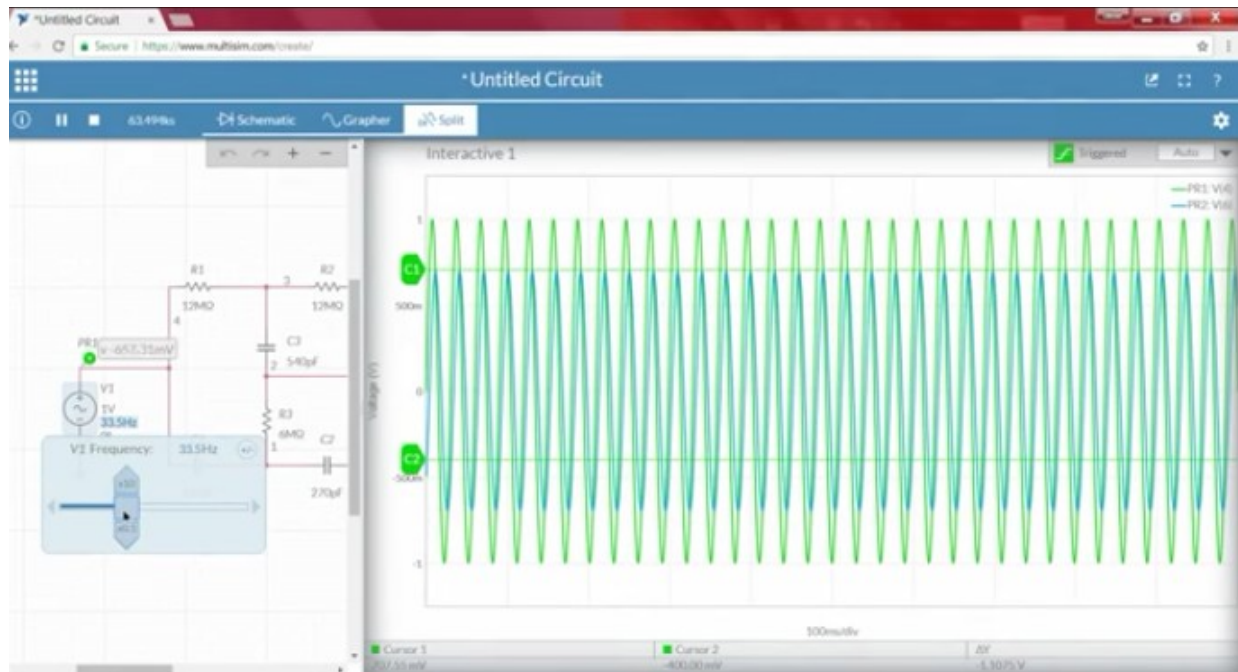 *Untitled Circuit
Secure https://www.multisim.com/create/
*Untitled Circuit
?
Schematic
Grapher
Split
Interactive 1
Triggered
Auto
PR1: V(4)
PR2: V(6)
1
C1
500m
Voltage (V)
0
C2
-500m
-1
R1
12MΩ
3
R2
12MΩ
4
PR1
C3
540pF
2
V1
1V
33.5Hz
R3
6MΩ
1
C2
270pF
V1 Frequency: 33.5Hz
100ms/div
Cursor 1
Cursor 2
ΔY
-400.00 mV
-1.1075 V